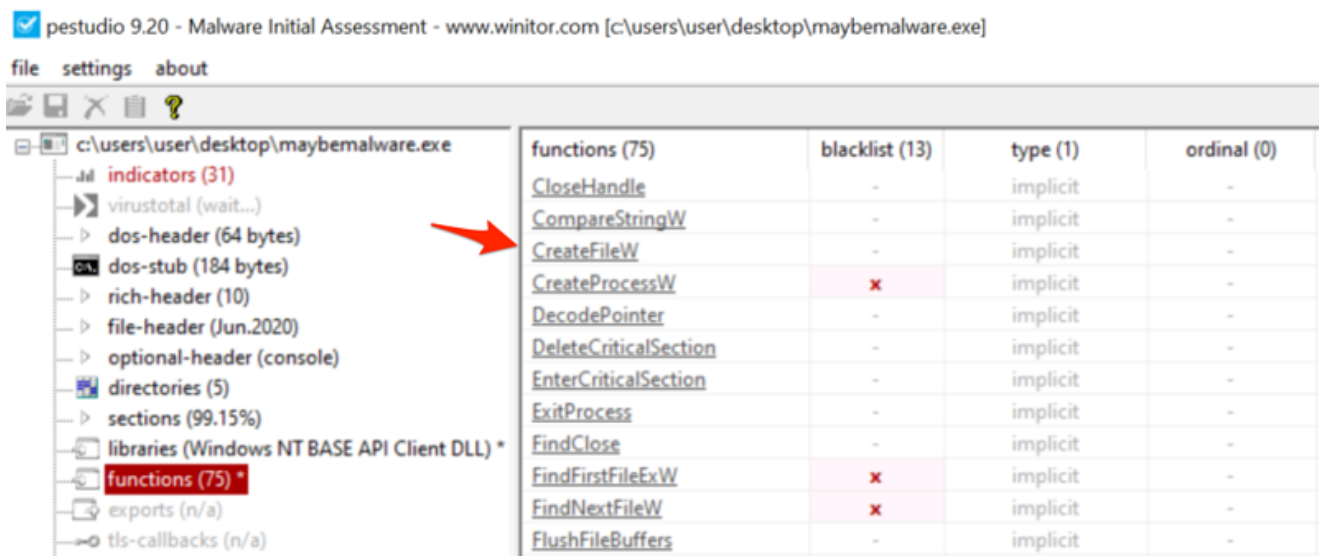 pestudio 9.20 - Malware Initial Assessment - www.winitor.com [c:\users\user\desktop\maybemalware.exe]
file settings about
c:\users\user\desktop\maybemalware.exe
indicators (31)
virustotal (wait...)
dos-header (64 bytes)
dos-stub (184 bytes)
rich-header (10)
file-header (Jun.2020)
optional-header (console)
directories (5)
sections (99.15%)
libraries (Windows NT BASE API Client DLL) *
functions (75) *
exports (n/a)
tls-callbacks (n/a)
functions (75) blacklist (13) type (1) ordinal (0)
CloseHandle - implicit -
CompareStringW - implicit -
CreateFileW - implicit -
CreateProcessW x implicit -
DecodePointer - implicit -
DeleteCriticalSection - implicit -
EnterCriticalSection - implicit -
ExitProcess - implicit -
FindClose - implicit -
FindFirstFileExW x implicit -
FindNextFileW x implicit -
FlushFileBuffers - implicit -